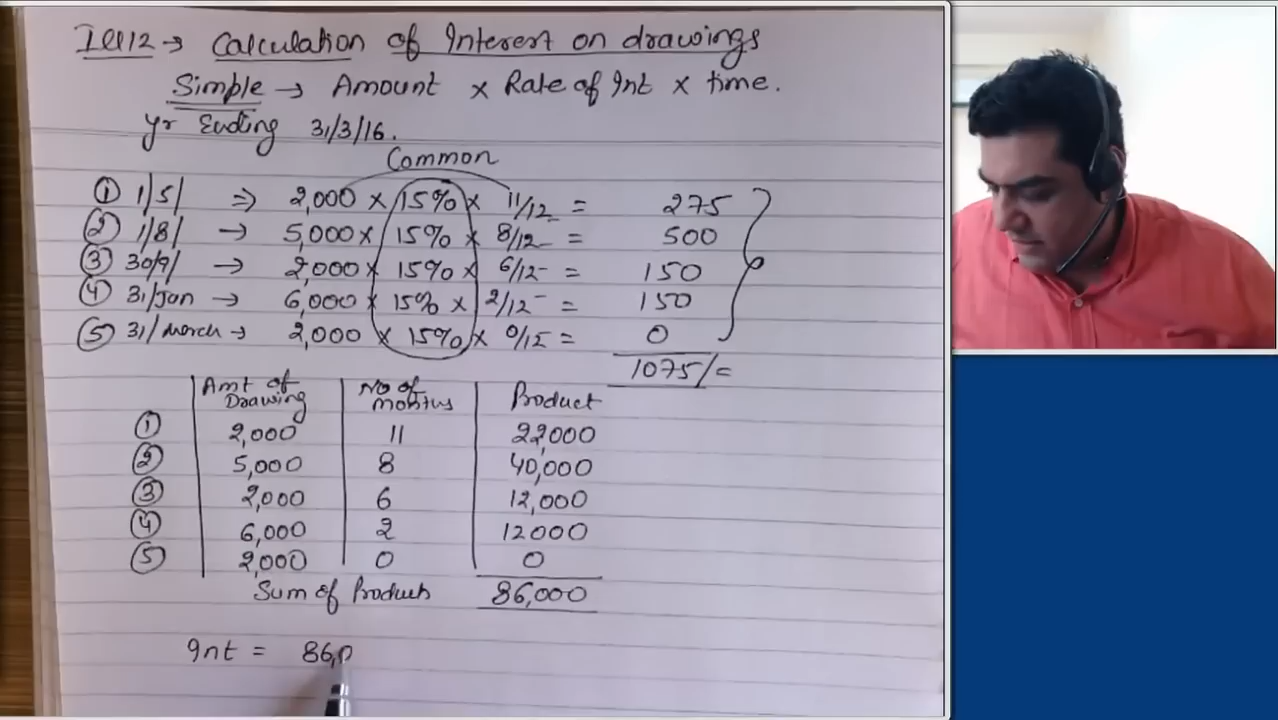 Ill12 → Calculation of Interest on drawings
Simple → Amount × Rate of Int × time.
yr Ending 31/3/16.
Common
① 1/5/ ⇒ 2,000 × 15% × 11/12 = 275
② 1/8/ → 5,000 × 15% × 8/12 = 500
③ 30/9/ → 2,000 × 15% × 6/12 = 150
④ 31/Jan → 6,000 × 15% × 2/12 = 150
⑤ 31/March → 2,000 × 15% × 0/12 = 0
1075/=
Amt of Drawing No of Months Product
① 2,000 11 22,000
② 5,000 8 40,000
③ 2,000 6 12,000
④ 6,000 2 12000
⑤ 2,000 0 0
Sum of Products 86,000
Int = 86,0